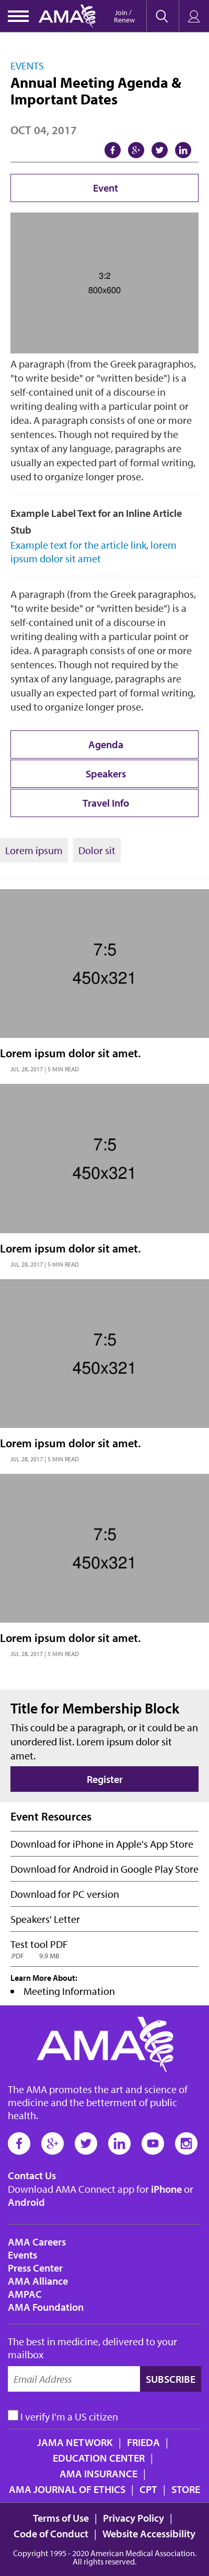 AMA
Join /
Renew
EVENTS
Annual Meeting Agenda &
Important Dates
OCT 04, 2017
Event
3:2
800x600
A paragraph (from the Greek paragraphos,
"to write beside" or "written beside") is a
self-contained unit of a discourse in
writing dealing with a particular point or
idea. A paragraph consists of one or more
sentences. Though not required by the
syntax of any language, paragraphs are
usually an expected part of formal writing,
used to organize longer prose.
Example Label Text for an Inline Article
Stub
Example text for the article link, lorem
ipsum dolor sit amet
A paragraph (from the Greek paragraphos,
"to write beside" or "written beside") is a
self-contained unit of a discourse in
writing dealing with a particular point or
idea. A paragraph consists of one or more
sentences. Though not required by the
syntax of any language, paragraphs are
usually an expected part of formal writing,
used to organize longer prose.
Agenda
Speakers
Travel Info
Lorem ipsum Dolor sit
7:5
450x321
Lorem ipsum dolor sit amet.
JUL 28, 2017 | 5 MIN READ
7:5
450x321
Lorem ipsum dolor sit amet.
JUL 28, 2017 | 5 MIN READ
7:5
450x321
Lorem ipsum dolor sit amet.
JUL 28, 2017 | 5 MIN READ
7:5
450x321
Lorem ipsum dolor sit amet.
JUL 28, 2017 | 5 MIN READ
Title for Membership Block
This could be a paragraph, or it could be an
unordered list. Lorem ipsum dolor sit
amet.
Register
Event Resources
Download for iPhone in Apple's App Store
Download for Android in Google Play Store
Download for PC version
Speakers' Letter
Test tool PDF
.PDF 9.9 MB
Learn More About:
• Meeting Information
AMA
The AMA promotes the art and science of
medicine and the betterment of public
health.
Contact Us
Download AMA Connect app for iPhone or
Android
AMA Careers
Events
Press Center
AMA Alliance
AMPAC
AMA Foundation
The best in medicine, delivered to your
mailbox
Email Address SUBSCRIBE
I verify I'm a US citizen
JAMA NETWORK | FRIEDA |
EDUCATION CENTER |
AMA INSURANCE |
AMA JOURNAL OF ETHICS | CPT | STORE
Terms of Use | Privacy Policy |
Code of Conduct | Website Accessibility
Copyright 1995 - 2020 American Medical Association.
All rights reserved.